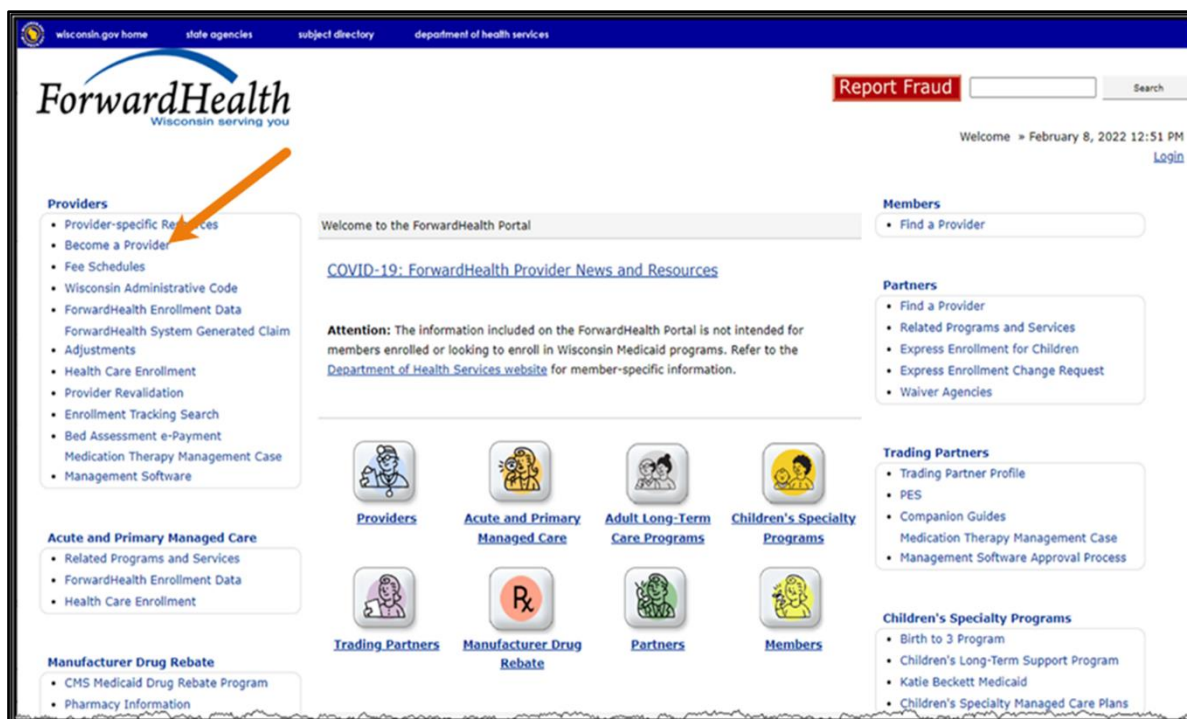 wisconsin.gov home state agencies subject directory department of health services
ForwardHealth
Wisconsin serving you
Report Fraud
Search
Welcome » February 8, 2022 12:51 PM
Login
Providers
• Provider-specific Resources
• Become a Provider
• Fee Schedules
• Wisconsin Administrative Code
• ForwardHealth Enrollment Data
ForwardHealth System Generated Claim
• Adjustments
• Health Care Enrollment
• Provider Revalidation
• Enrollment Tracking Search
• Bed Assessment e-Payment
Medication Therapy Management Case
• Management Software
Acute and Primary Managed Care
• Related Programs and Services
• ForwardHealth Enrollment Data
• Health Care Enrollment
Manufacturer Drug Rebate
• CMS Medicaid Drug Rebate Program
• Pharmacy Information
Welcome to the ForwardHealth Portal
COVID-19: ForwardHealth Provider News and Resources
Attention: The information included on the ForwardHealth Portal is not intended for
members enrolled or looking to enroll in Wisconsin Medicaid programs. Refer to the
Department of Health Services website for member-specific information.
Providers
Acute and Primary
Managed Care
Adult Long-Term
Care Programs
Children's Specialty
Programs
Trading Partners
Rx
Manufacturer Drug
Rebate
Partners
Members
Members
• Find a Provider
Partners
• Find a Provider
• Related Programs and Services
• Express Enrollment for Children
• Express Enrollment Change Request
• Waiver Agencies
Trading Partners
• Trading Partner Profile
• PES
• Companion Guides
Medication Therapy Management Case
• Management Software Approval Process
Children's Specialty Programs
• Birth to 3 Program
• Children's Long-Term Support Program
• Katie Beckett Medicaid
• Children's Specialty Managed Care Plans